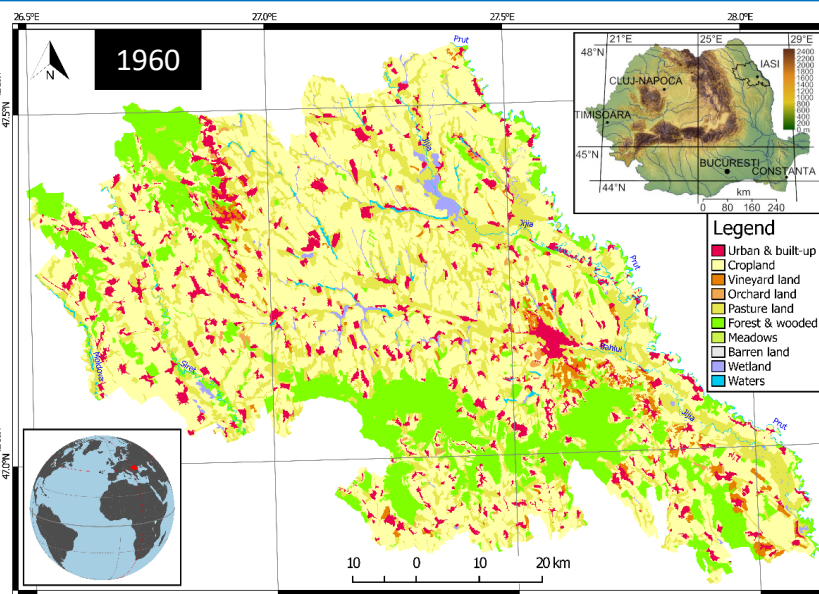 26.5°E 27.0°E 27.5°E 28.0°E
1960
N
47.5°N
47.0°N
Prut
Jijia
Jijia
Prut
Bahlui
Moldova
Siret
Jijia
Prut
21°E 25°E 29°E
48°N
45°N
44°N
IASI
CLUJ-NAPOCA
TIMISOARA
BUCURESTI
CONSTANTA
km
0 80 160 240
2400
2200
2000
1800
1600
1400
1200
1000
800
600
400
200
0 m
Legend
Urban & built-up
Cropland
Vineyard land
Orchard land
Pasture land
Forest & wooded
Meadows
Barren land
Wetland
Waters
10 0 10 20 km